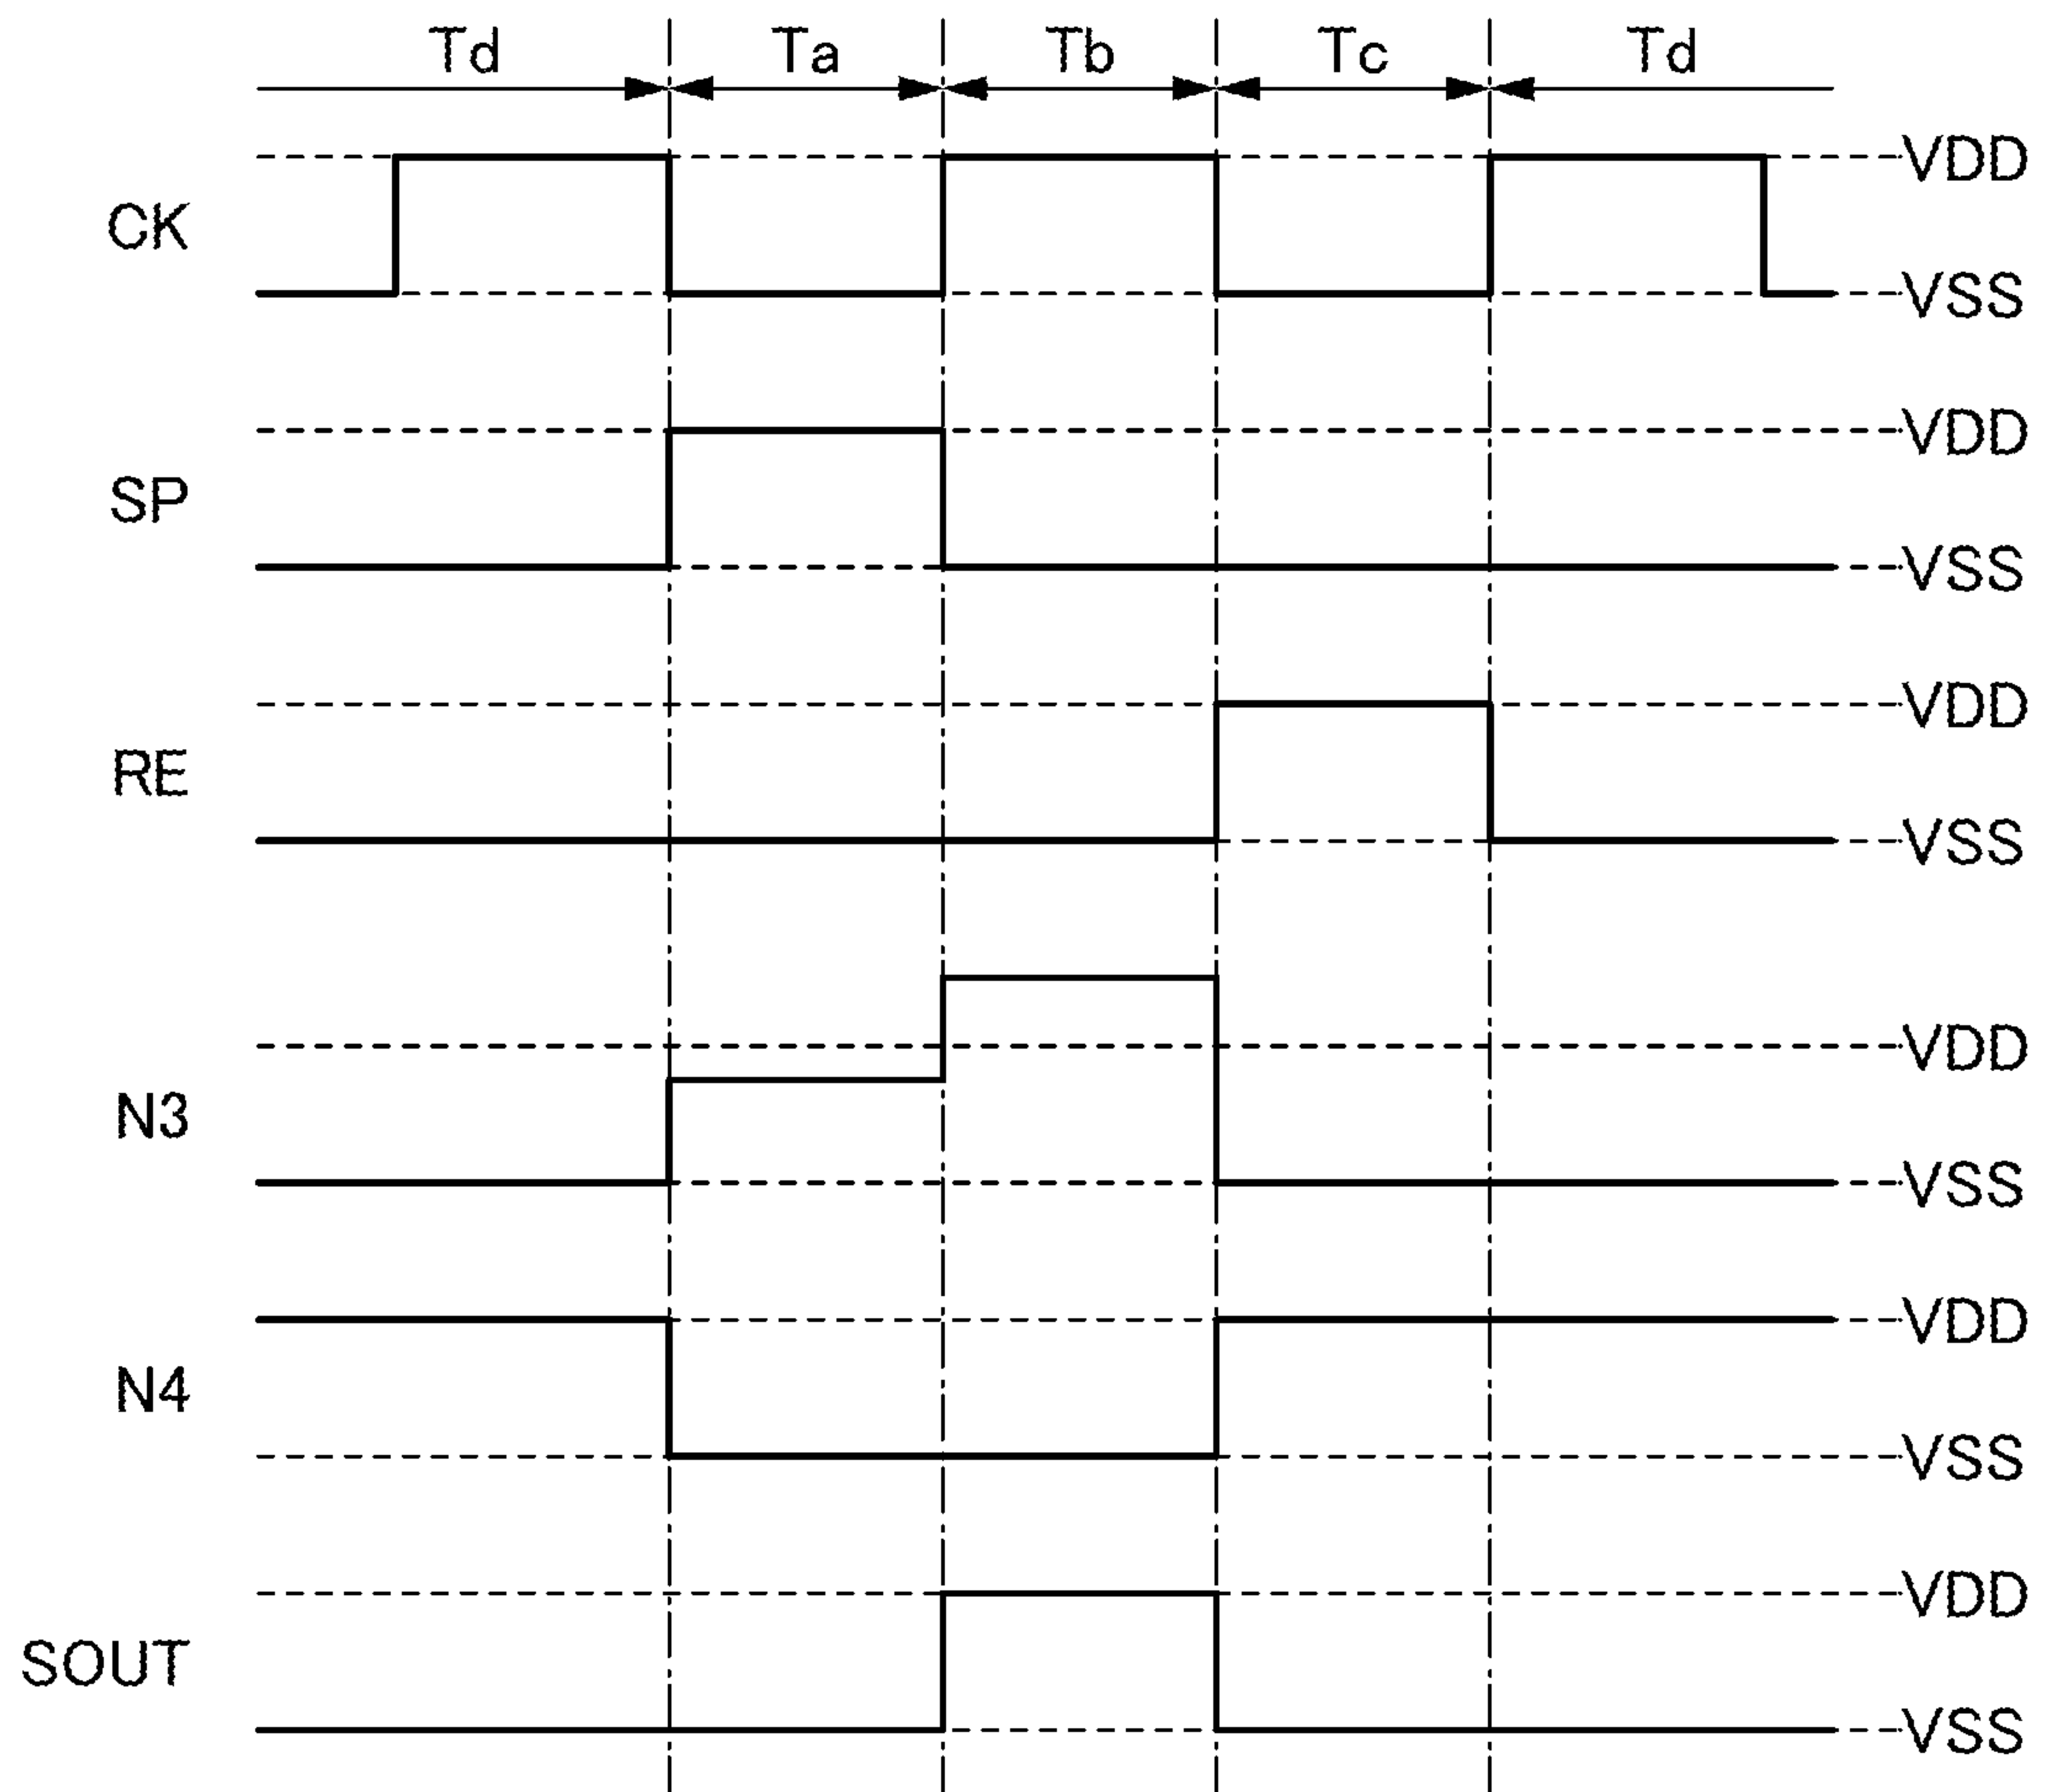 Td Ta Tb Tc Td
VDD
CK
VSS
VDD
SP
VSS
VDD
RE
VSS
VDD
N3
VSS
VDD
N4
VSS
VDD
SOUT
VSS